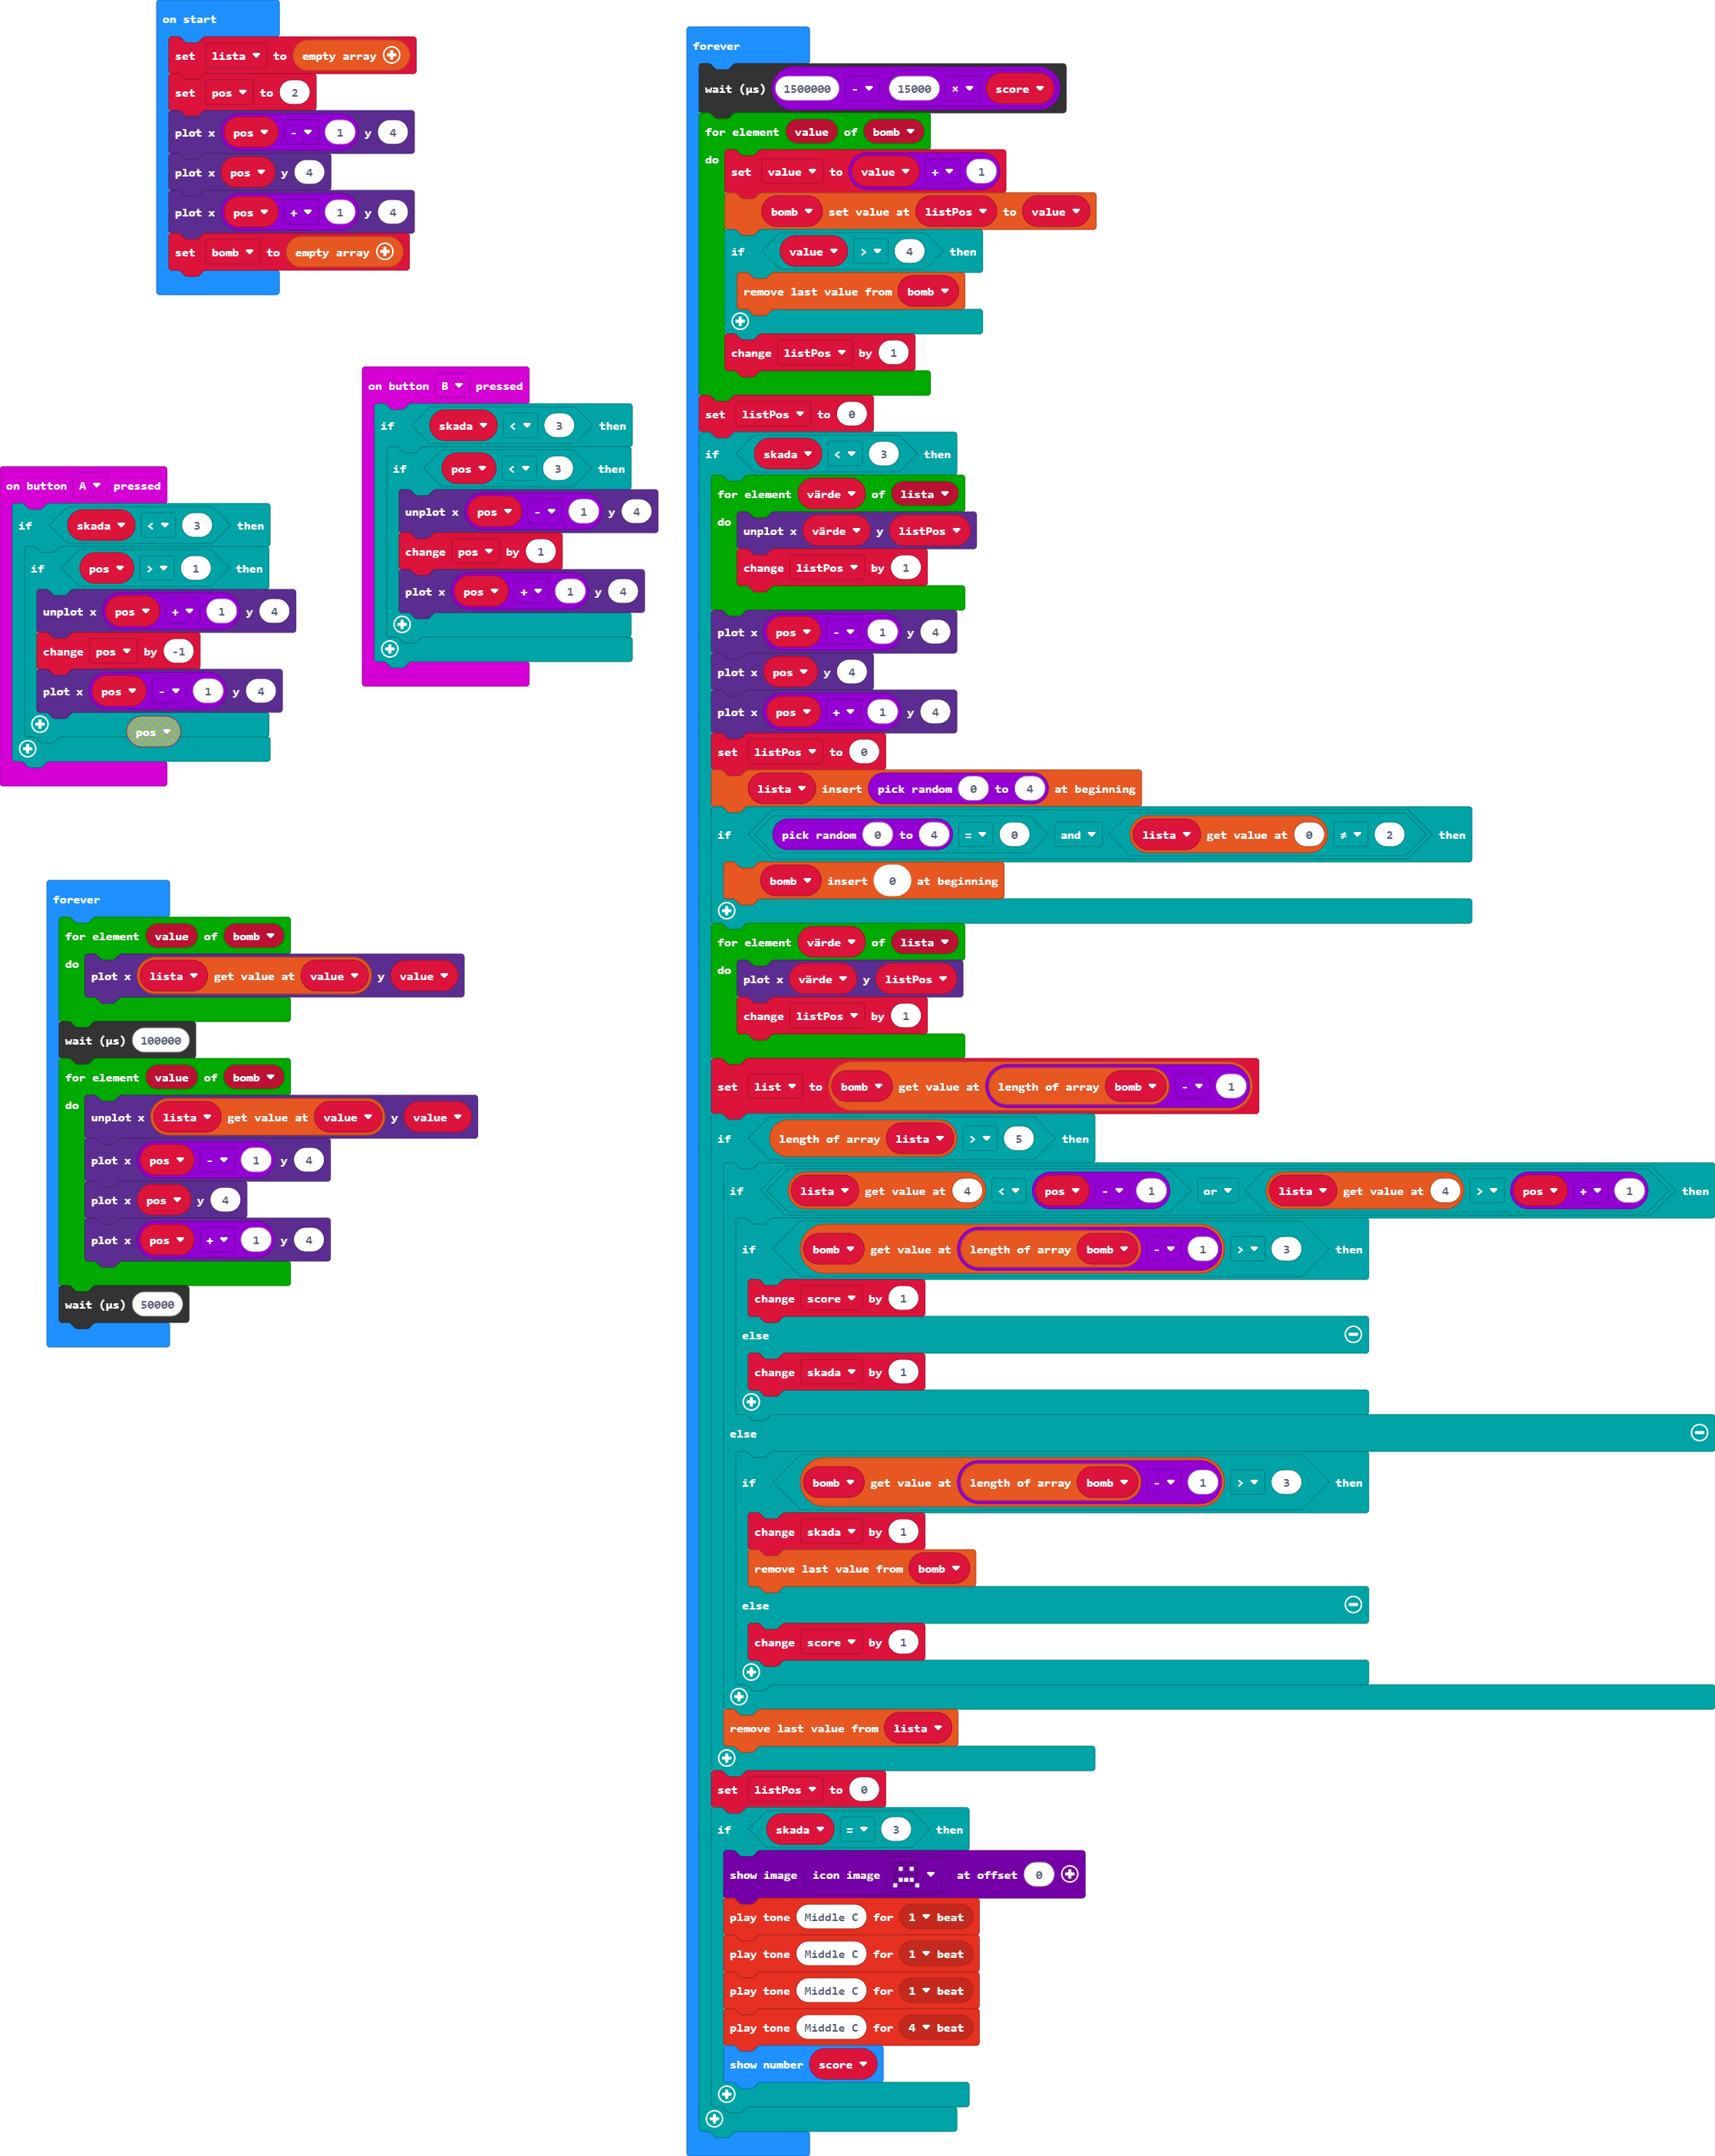 on start
set lista to empty array
set pos to 2
plot x pos - 1 y 4
plot x pos y 4
plot x pos + 1 y 4
set bomb to empty array
on button A pressed
if skada < 3 then
if pos > 1 then
unplot x pos + 1 y 4
change pos by -1
plot x pos - 1 y 4
pos
on button B pressed
if skada < 3 then
if pos < 3 then
unplot x pos - 1 y 4
change pos by 1
plot x pos + 1 y 4
forever
for element value of bomb
do
plot x lista get value at value y value
wait (µs) 100000
for element value of bomb
do
unplot x lista get value at value y value
plot x pos - 1 y 4
plot x pos y 4
plot x pos + 1 y 4
wait (µs) 50000
forever
wait (µs) 1500000 - 15000 × score
for element value of bomb
do
set value to value + 1
bomb set value at listPos to value
if value > 4 then
remove last value from bomb
change listPos by 1
set listPos to 0
if skada < 3 then
for element värde of lista
do
unplot x värde y listPos
change listPos by 1
plot x pos - 1 y 4
plot x pos y 4
plot x pos + 1 y 4
set listPos to 0
lista insert pick random 0 to 4 at beginning
if pick random 0 to 4 = 0 and lista get value at 0 ≠ 2 then
bomb insert 0 at beginning
for element värde of lista
do
plot x värde y listPos
change listPos by 1
set list to bomb get value at length of array bomb - 1
if length of array lista > 5 then
if lista get value at 4 < pos - 1 or lista get value at 4 > pos + 1 then
if bomb get value at length of array bomb - 1 > 3 then
change score by 1
else
change skada by 1
else
if bomb get value at length of array bomb - 1 > 3 then
change skada by 1
remove last value from bomb
else
change score by 1
remove last value from lista
set listPos to 0
if skada = 3 then
show image icon image at offset 0
play tone Middle C for 1 beat
play tone Middle C for 1 beat
play tone Middle C for 1 beat
play tone Middle C for 4 beat
show number score